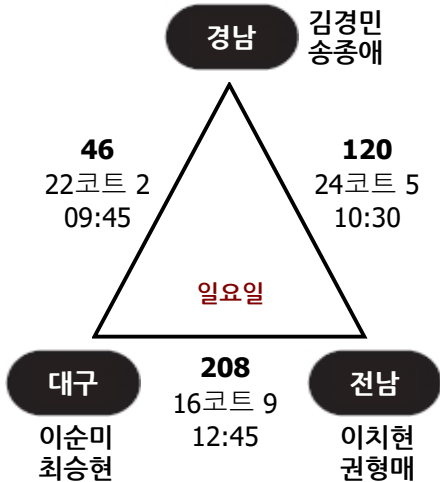 경남
김경민
송종애
46
22코트 2
09:45
120
24코트 5
10:30
일요일
대구
이순미
최승현
208
16코트 9
12:45
전남
이치현
권형매